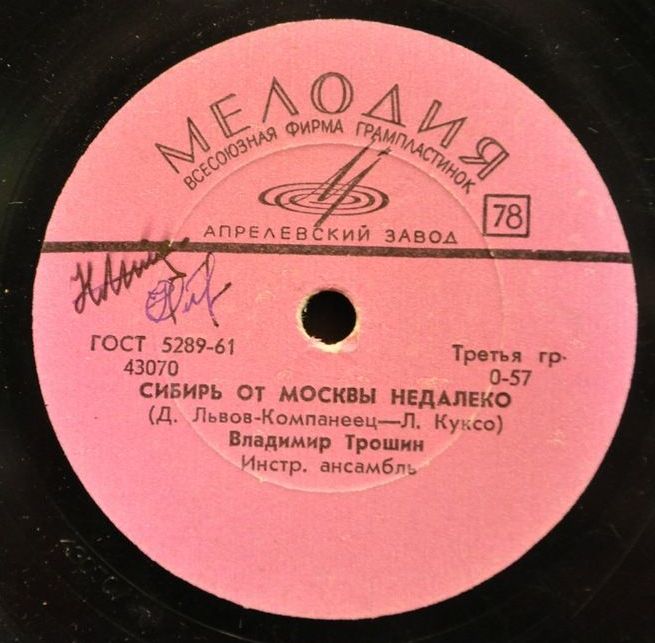 МЕЛОДИЯ
ВСЕСОЮЗНАЯ ФИРМА ГРАМПЛАСТИНОК
78
АПРЕЛЕВСКИЙ ЗАВОД
ГОСТ 5289-61
Третья гр.
43070
0-57
СИБИРЬ ОТ МОСКВЫ НЕДАЛЕКО
(Д. Львов-Компанеец—Л. Куксо)
Владимир Трошин
Инстр. ансамбль